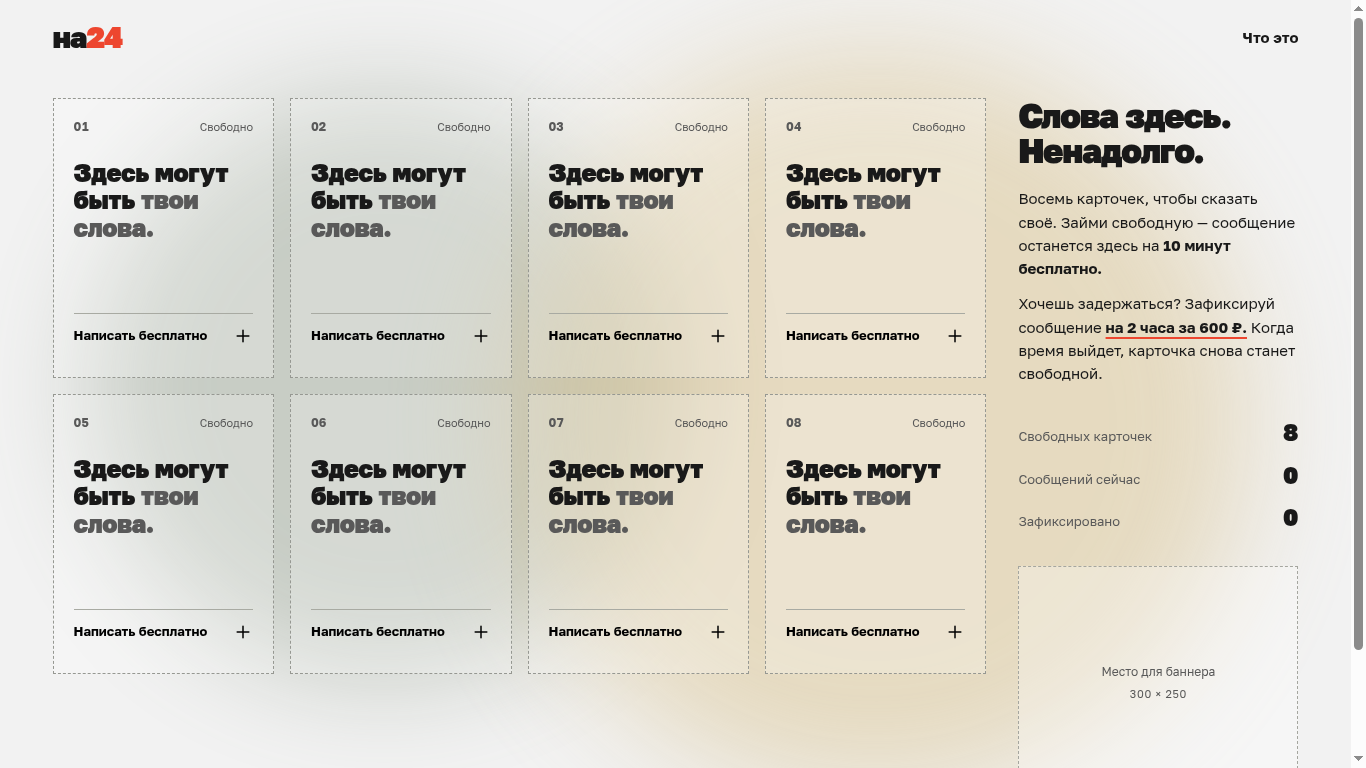 на24
Что это
01 Свободно
Здесь могут
быть твои
слова.
Написать бесплатно
02 Свободно
Здесь могут
быть твои
слова.
Написать бесплатно
03 Свободно
Здесь могут
быть твои
слова.
Написать бесплатно
04 Свободно
Здесь могут
быть твои
слова.
Написать бесплатно
05 Свободно
Здесь могут
быть твои
слова.
Написать бесплатно
06 Свободно
Здесь могут
быть твои
слова.
Написать бесплатно
07 Свободно
Здесь могут
быть твои
слова.
Написать бесплатно
08 Свободно
Здесь могут
быть твои
слова.
Написать бесплатно
Слова здесь.
Ненадолго.
Восемь карточек, чтобы сказать
своё. Займи свободную — сообщение
останется здесь на 10 минут
бесплатно.
Хочешь задержаться? Зафиксируй
сообщение на 2 часа за 600 ₽. Когда
время выйдет, карточка снова станет
свободной.
Свободных карточек 8
Сообщений сейчас 0
Зафиксировано 0
Место для баннера
300 × 250